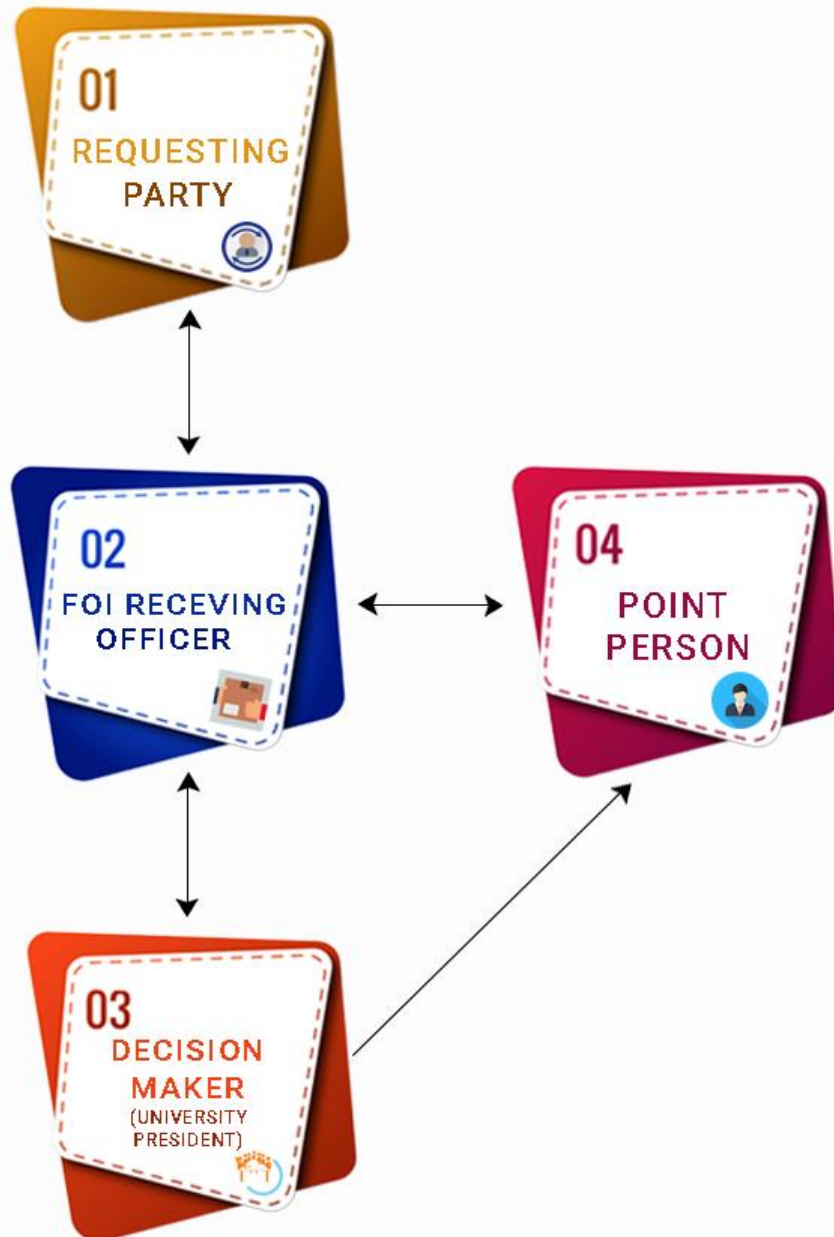 01
REQUESTING
PARTY
02
FOI RECEVING
OFFICER
04
POINT
PERSON
03
DECISION
MAKER
(UNIVERSITY
PRESIDENT)